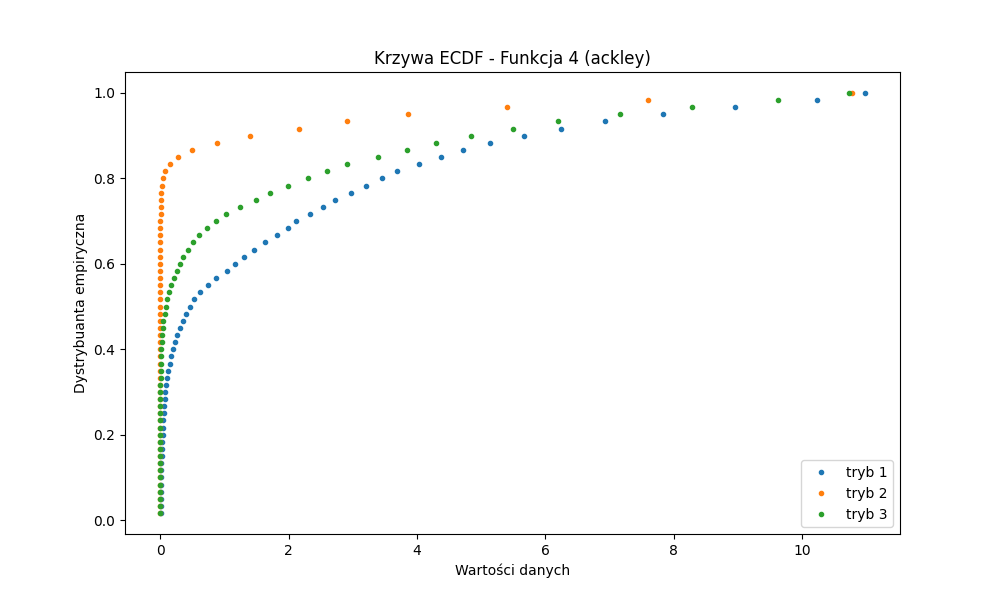 Krzywa ECDF - Funkcja 4 (ackley)
1.0
0.8
0.6
0.4
0.2
0.0
Dystrybuanta empiryczna
0 2 4 6 8 10
Wartości danych
tryb 1
tryb 2
tryb 3